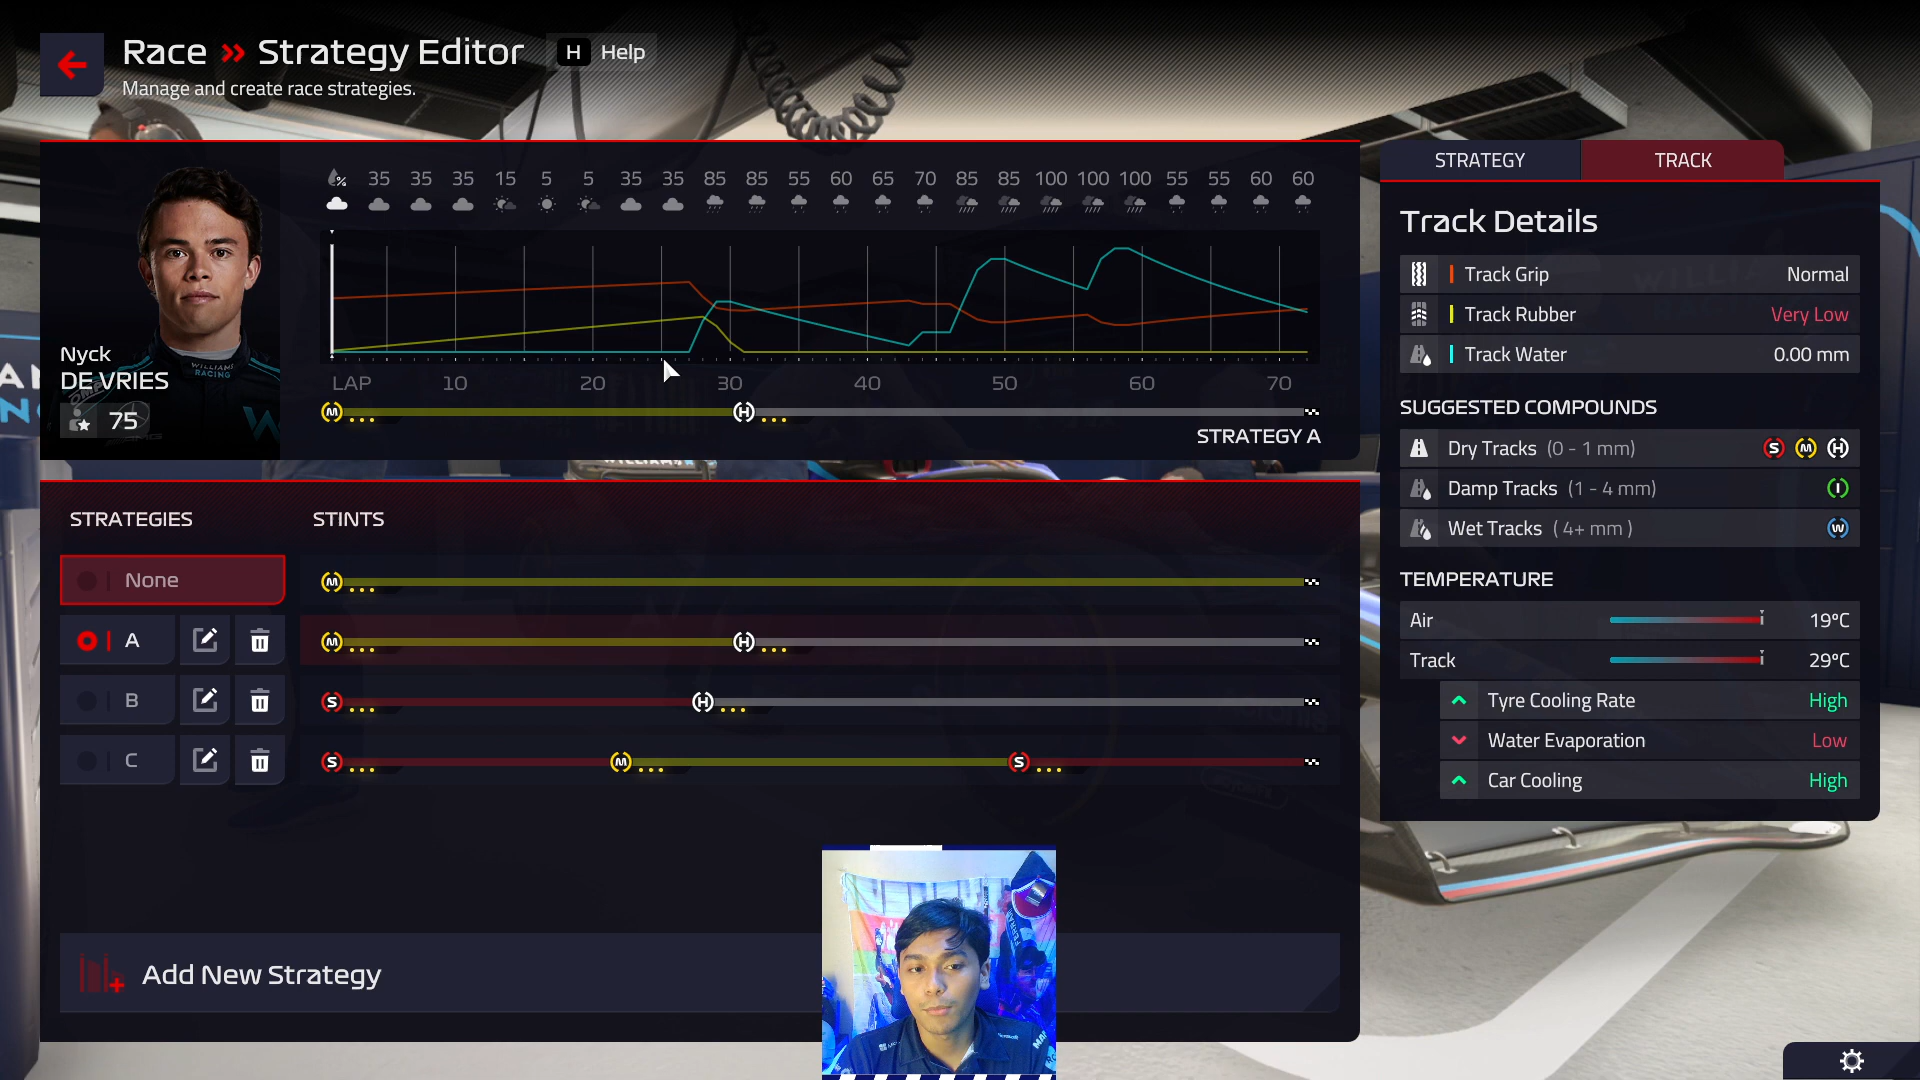 Race » Strategy Editor
H Help
Manage and create race strategies.
% 35 35 35 15 5 5 35 35 85 85 55 60 65 70 85 85 100 100 100 55 55 60 60
Nyck
DE VRIES
75
WILLIAMS
RACING
LAP 10 20 30 40 50 60 70
M H
STRATEGY A
STRATEGIES
STINTS
None
M
A
M H
B
S H
C
S M S
Add New Strategy
STRATEGY
TRACK
Track Details
Track Grip Normal
Track Rubber Very Low
Track Water 0.00 mm
SUGGESTED COMPOUNDS
Dry Tracks (0 - 1 mm) S M H
Damp Tracks (1 - 4 mm) I
Wet Tracks ( 4+ mm ) W
TEMPERATURE
Air 19ºC
Track 29ºC
Tyre Cooling Rate High
Water Evaporation Low
Car Cooling High